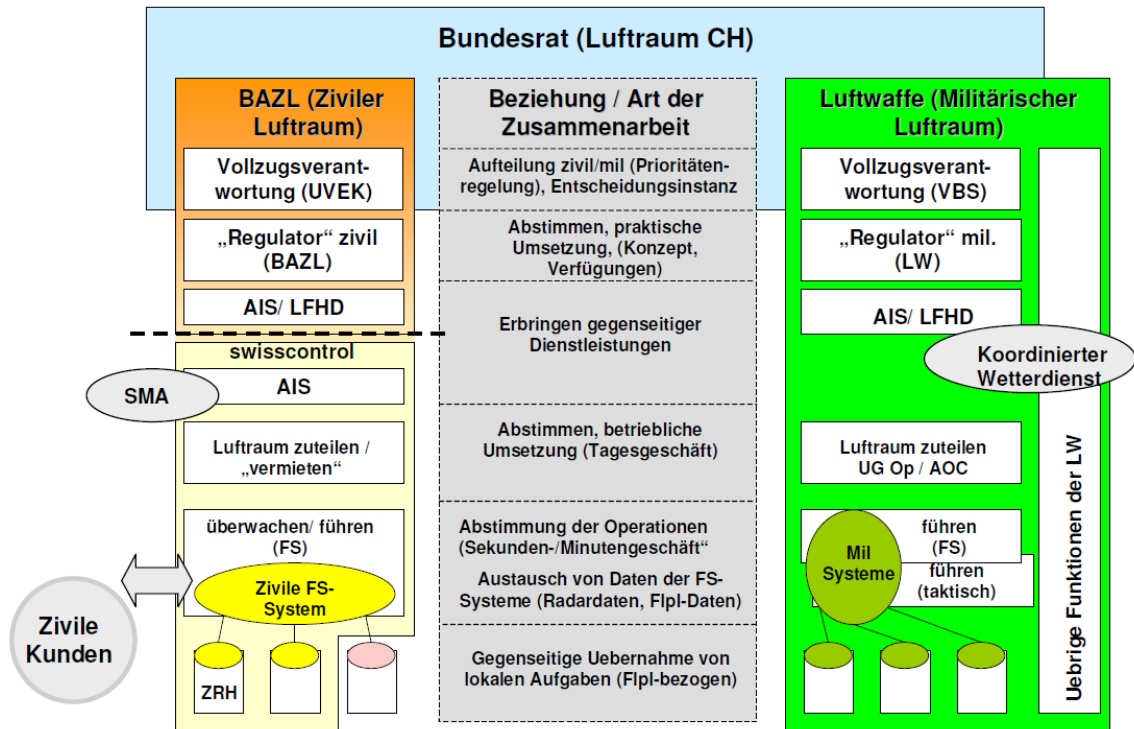 Bundesrat (Luftraum CH)
BAZL (Ziviler
Luftraum)
Vollzugsverant-
wortung (UVEK)
„Regulator“ zivil
(BAZL)
AIS/ LFHD
swisscontrol
SMA
AIS
Luftraum zuteilen /
„vermieten“
überwachen/ führen
(FS)
Zivile FS-
System
Zivile
Kunden
ZRH
Beziehung / Art der
Zusammenarbeit
Aufteilung zivil/mil (Prioritäten-
regelung), Entscheidungsinstanz
Abstimmen, praktische
Umsetzung, (Konzept,
Verfügungen)
Erbringen gegenseitiger
Dienstleistungen
Abstimmen, betriebliche
Umsetzung (Tagesgeschäft)
Abstimmung der Operationen
(Sekunden-/Minutengeschäft“
Austausch von Daten der FS-
Systeme (Radardaten, Flpl-Daten)
Gegenseitige Uebernahme von
lokalen Aufgaben (Flpl-bezogen)
Luftwaffe (Militärischer
Luftraum)
Vollzugsverant-
wortung (VBS)
„Regulator“ mil.
(LW)
AIS/ LFHD
Koordinierter
Wetterdienst
Luftraum zuteilen
UG Op / AOC
führen
(FS)
Mil
Systeme
führen
(taktisch)
Uebrige Funktionen der LW